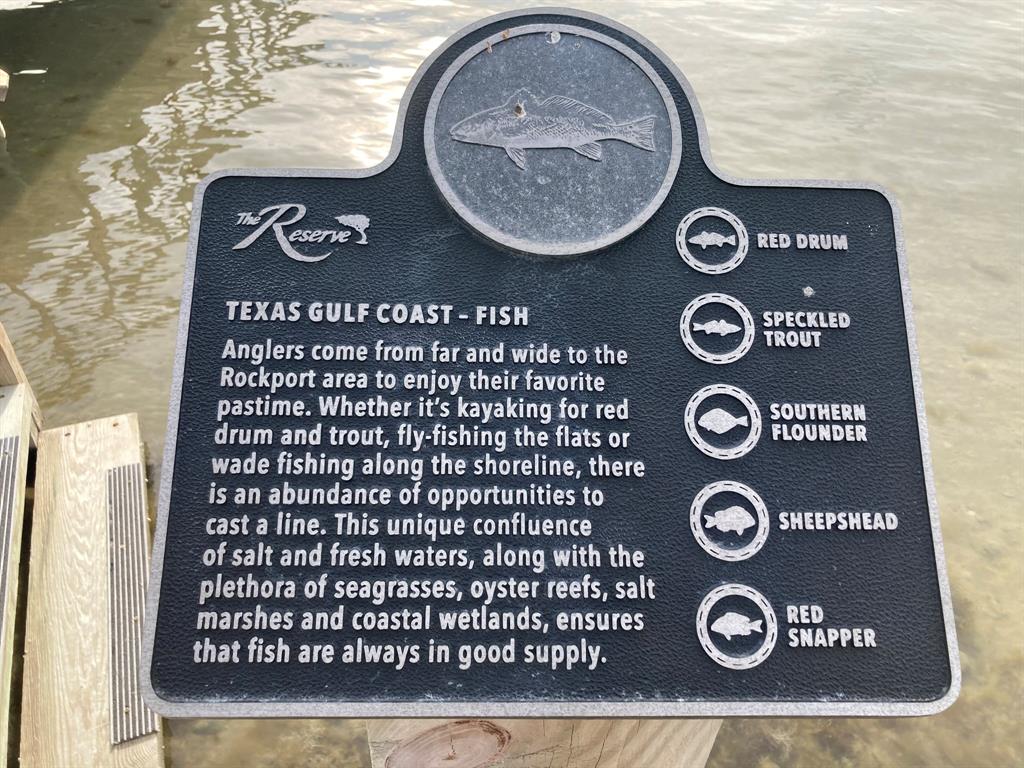 The Reserve
TEXAS GULF COAST – FISH
Anglers come from far and wide to the
Rockport area to enjoy their favorite
pastime. Whether it's kayaking for red
drum and trout, fly-fishing the flats or
wade fishing along the shoreline, there
is an abundance of opportunities to
cast a line. This unique confluence
of salt and fresh waters, along with the
plethora of seagrasses, oyster reefs, salt
marshes and coastal wetlands, ensures
that fish are always in good supply.
RED DRUM
SPECKLED
TROUT
SOUTHERN
FLOUNDER
SHEEPSHEAD
RED
SNAPPER